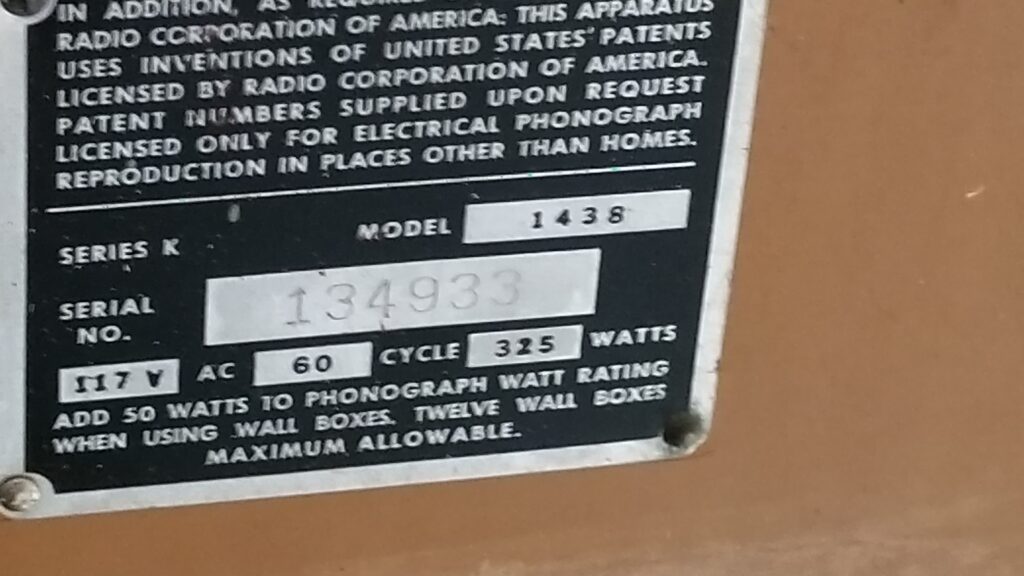 IN ADDITION, AS
RADIO CORPORATION OF AMERICA: THIS APPARATUS
USES INVENTIONS OF UNITED STATES PATENTS
LICENSED BY RADIO CORPORATION OF AMERICA.
PATENT NUMBERS SUPPLIED UPON REQUEST
LICENSED ONLY FOR ELECTRICAL PHONOGRAPH
REPRODUCTION IN PLACES OTHER THAN HOMES.
SERIES K MODEL 1438
SERIAL NO. 134933
117 V AC 60 CYCLE 325 WATTS
ADD 50 WATTS TO PHONOGRAPH WATT RATING
WHEN USING WALL BOXES. TWELVE WALL BOXES
MAXIMUM ALLOWABLE.